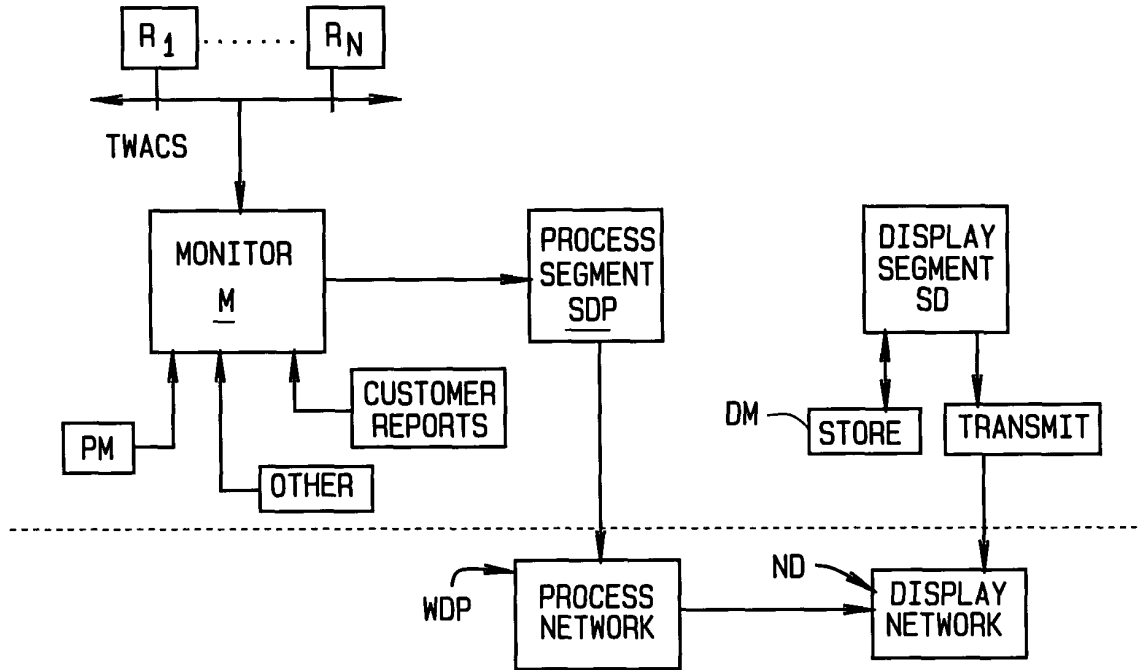 R1 ........ RN
TWACS
MONITOR
M
PROCESS
SEGMENT
SDP
DISPLAY
SEGMENT
SD
CUSTOMER
REPORTS
PM
OTHER
DM
STORE
TRANSMIT
WDP
PROCESS
NETWORK
ND
DISPLAY
NETWORK